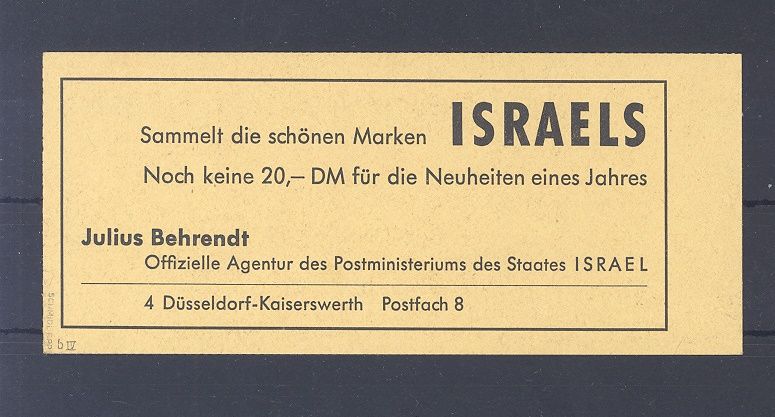 Sammelt die schönen Marken ISRAELS
Noch keine 20,– DM für die Neuheiten eines Jahres
Julius Behrendt
Offizielle Agentur des Postministeriums des Staates ISRAEL
4 Düsseldorf-Kaiserswerth Postfach 8
b IV